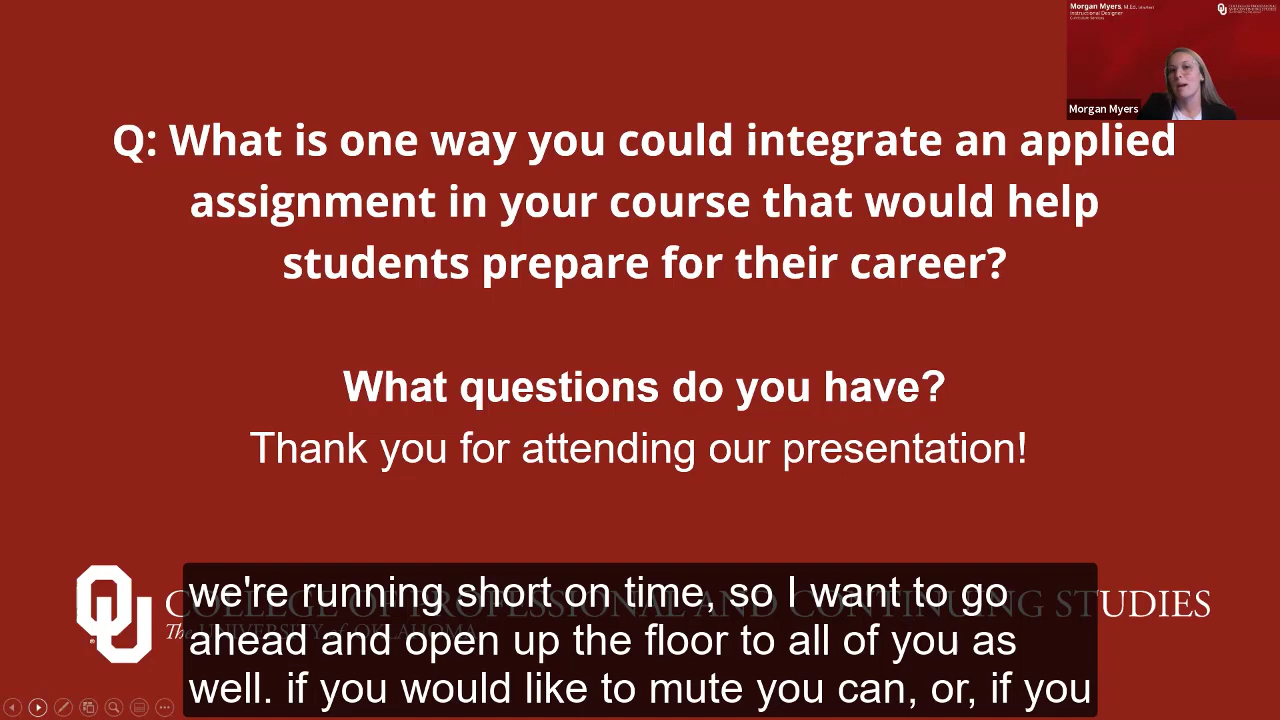 Morgan Myers, M.Ed.
Instructional Designer
Morgan Myers
Q: What is one way you could integrate an applied
assignment in your course that would help
students prepare for their career?
What questions do you have?
Thank you for attending our presentation!
COLLEGE OF PROFESSIONAL AND CONTINUING STUDIES
The UNIVERSITY of OKLAHOMA
we're running short on time, so I want to go
ahead and open up the floor to all of you as
well. if you would like to mute you can, or, if you